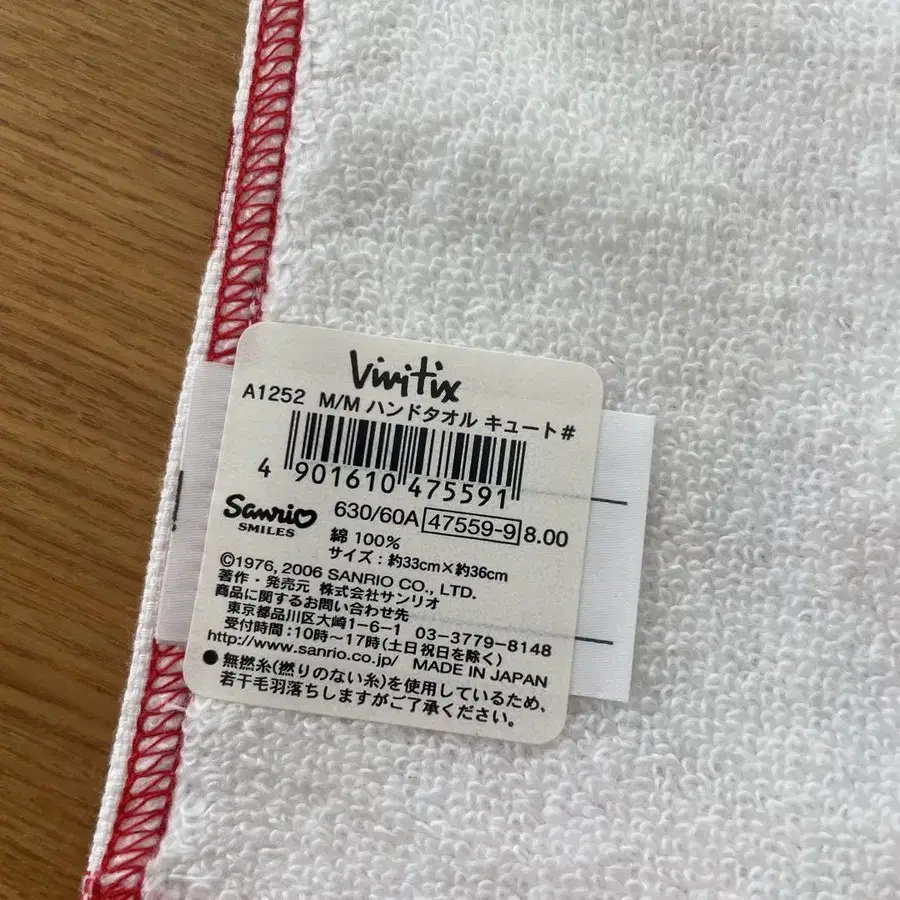 Vivitix
A1252 M/M ハンドタオル キュート#
4 901610 475591
Sanrio
SMILES
630/60A 47559-9 8.00
綿 100%
サイズ：約33cm×約36cm
©1976, 2006 SANRIO CO., LTD.
著作・発売元 株式会社サンリオ
商品に関するお問い合わせ先
東京都品川区大崎1-6-1 03-3779-8148
受付時間：10時〜17時(土日祝日を除く)
http://www.sanrio.co.jp/ MADE IN JAPAN
●無撚糸(撚りのない糸)を使用しているため、
若干毛羽落ちしますがご了承ください。